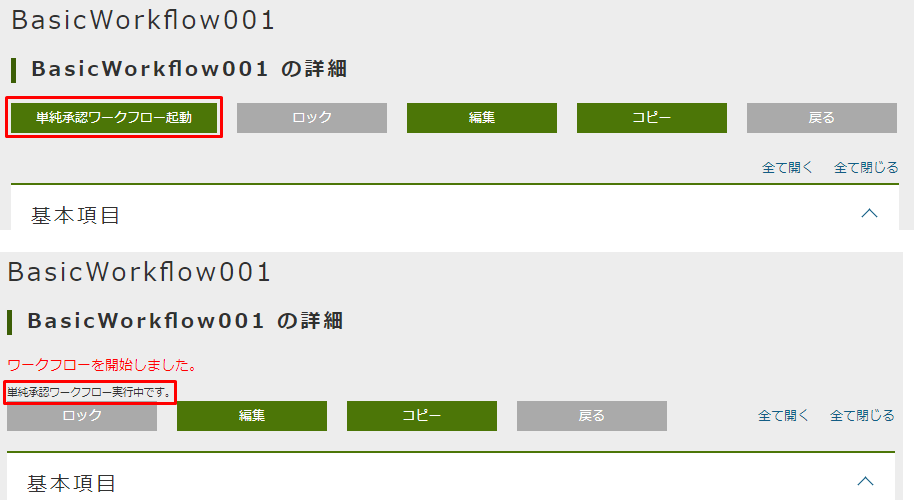 BasicWorkflow001
BasicWorkflow001 の詳細
単純承認ワークフロー起動 ロック 編集 コピー 戻る
全て開く 全て閉じる
基本項目
BasicWorkflow001
BasicWorkflow001 の詳細
ワークフローを開始しました。
単純承認ワークフロー実行中です。
ロック 編集 コピー 戻る 全て開く 全て閉じる
基本項目